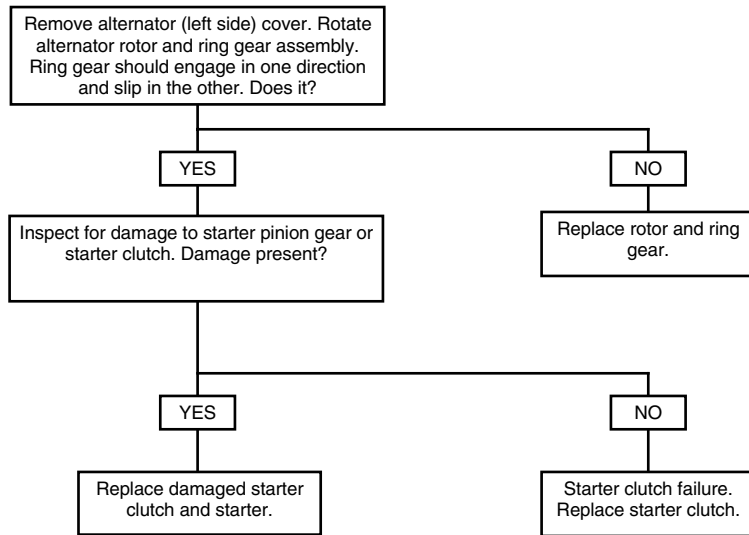 Remove alternator (left side) cover. Rotate
alternator rotor and ring gear assembly.
Ring gear should engage in one direction
and slip in the other. Does it?
YES
NO
Inspect for damage to starter pinion gear or
starter clutch. Damage present?
Replace rotor and ring
gear.
YES
NO
Replace damaged starter
clutch and starter.
Starter clutch failure.
Replace starter clutch.